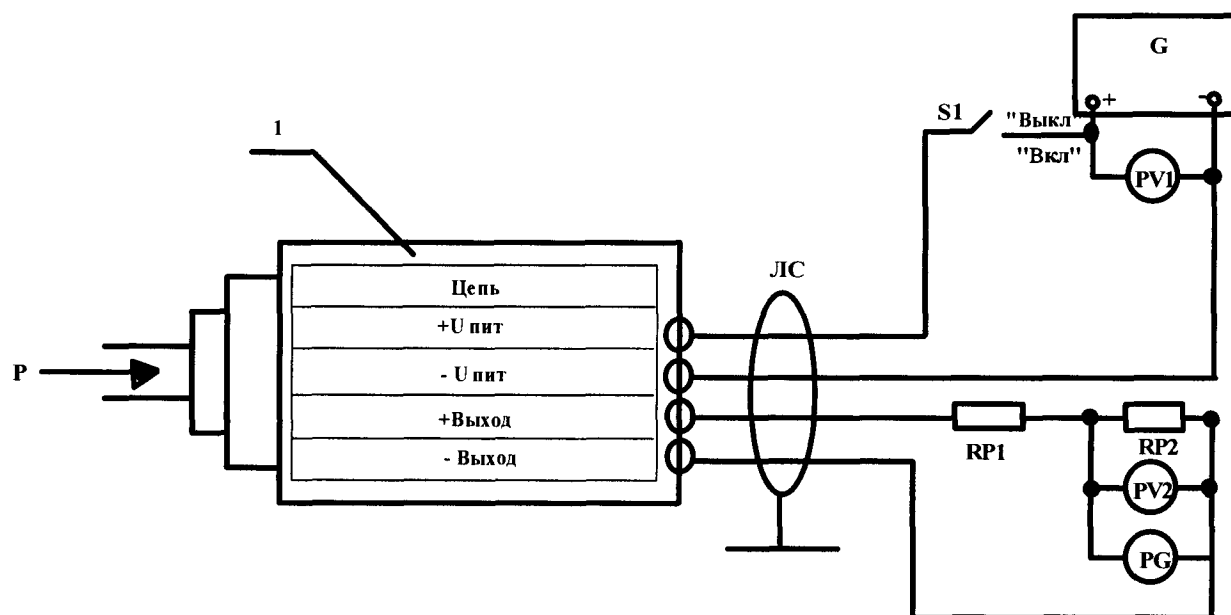 G
+ -
S1
"Выкл"
"Вкл"
PV1
1
ЛС
Цепь
+U пит
- U пит
+Выход
- Выход
P
RP1
RP2
PV2
PG